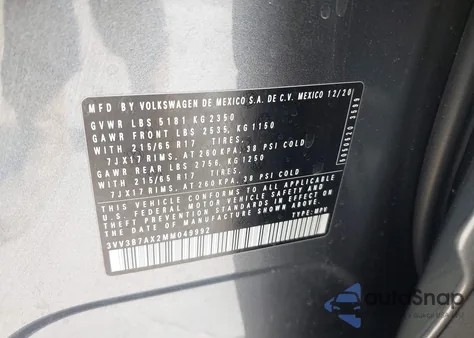 MFD BY VOLKSWAGEN DE MEXICO S.A. DE C.V. MEXICO 12/20
GVWR LBS 5181 KG 2350
GAWR FRONT LBS 2535, KG 1150
WITH 215/65 R17 TIRES.
7JX17 RIMS, AT 260KPA, 38 PSI COLD
GAWR REAR LBS 2756, KG1250
WITH 215/65 R17 TIRES.
7JX17 RIMS, AT 260KPA, 38 PSI COLD
THIS VEHICLE CONFORMS TO ALL APPLICABLE
U.S. FEDERAL MOTOR VEHICLE SAFETY AND
THEFT PREVENTION STANDARDS IN EFFECT ON
THE DATE OF MANUFACTURE SHOWN ABOVE.
3VV3B7AX2MM049992 TYPE: MPV
autoSnap